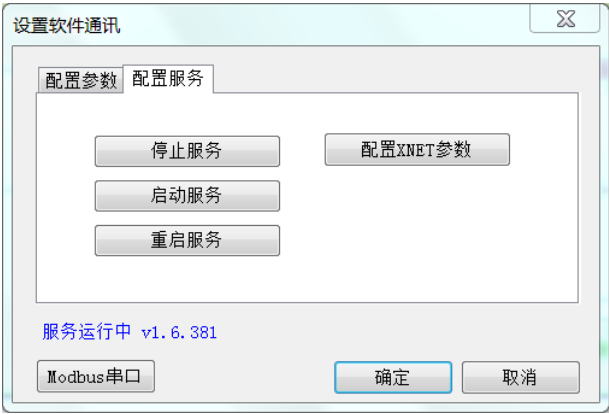 设置软件通讯
配置参数 配置服务
停止服务 配置XNET参数
启动服务
重启服务
服务运行中 v1.6.381
Modbus串口 确定 取消